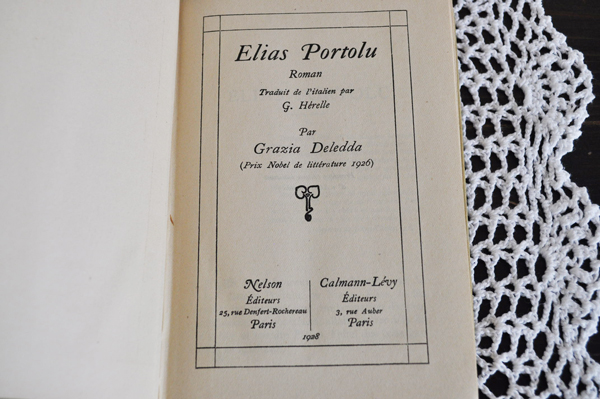 Elias Portolu
Roman
Traduit de l'italien par
G. Hérelle
Par
Grazia Deledda
(Prix Nobel de littérature 1926)
Nelson
Éditeurs
25, rue Denfert-Rochereau
Paris
Calmann-Lévy
Éditeurs
3, rue Auber
Paris
1928